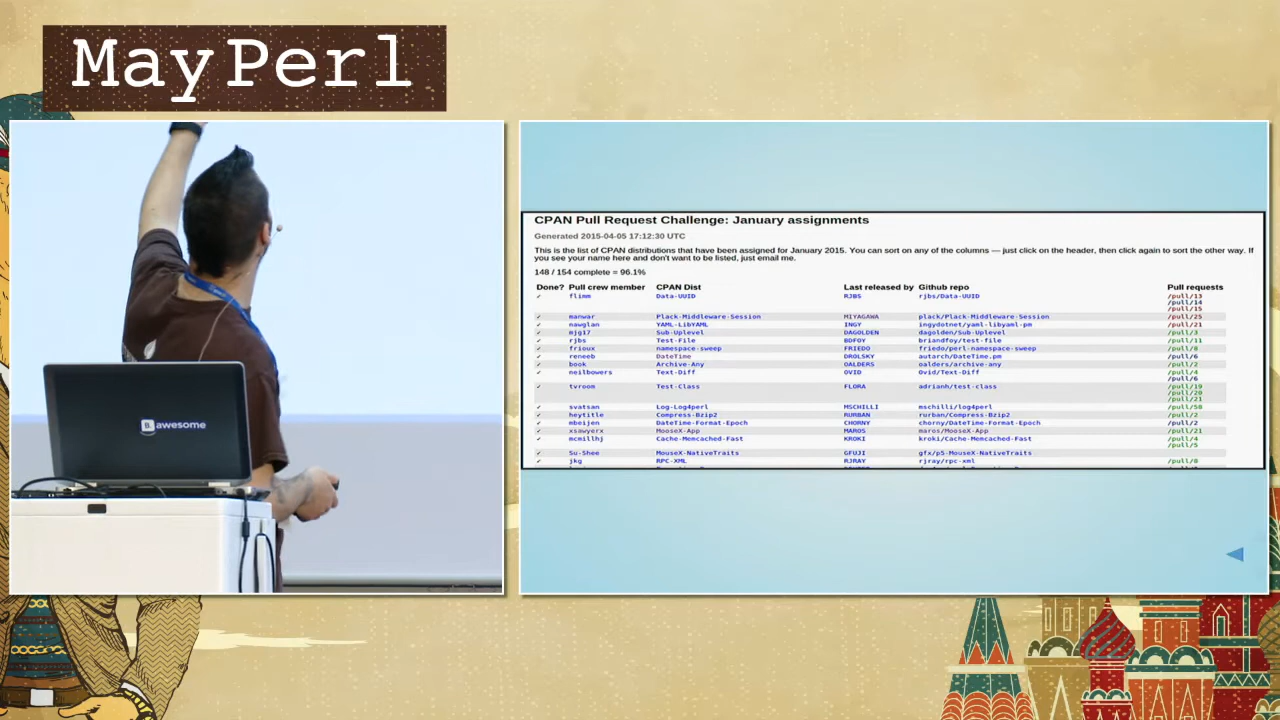 MayPerl
B. awesome
CPAN Pull Request Challenge: January assignments
Generated 2015-04-05 17:12:30 UTC
This is the list of CPAN distributions that have been assigned for January 2015. You can sort on any of the columns — just click on the header, then click again to sort the other way. If
you see your name here and don't want to be listed, just email me.
148 / 154 complete = 96.1%
Done? Pull crew member CPAN Dist Last released by Github repo Pull requests
✓ flimm Data-UUID RJBS rjbs/Data-UUID /pull/13
/pull/14
/pull/15
✓ manwar Plack-Middleware-Session MIYAGAWA plack/Plack-Middleware-Session /pull/25
✓ nawglan YAML-LibYAML INGY ingydotnet/yaml-libyaml-pm /pull/21
✓ mjg17 Sub-Uplevel DAGOLDEN dagolden/Sub-Uplevel /pull/3
✓ rjbs Test-File BDFOY briandfoy/test-file /pull/11
✓ frioux namespace-sweep FRIEDO friedo/perl-namespace-sweep /pull/8
✓ reneeb DateTime DROLSKY autarch/DateTime.pm /pull/6
✓ book Archive-Any OALDERS oalders/archive-any /pull/2
✓ neilbowers Text-Diff OVID Ovid/Text-Diff /pull/4
/pull/6
✓ tvroom Test-Class FLORA adrianh/test-class /pull/19
/pull/20
/pull/21
✓ svatsan Log-Log4perl MSCHILLI mschilli/log4perl /pull/58
✓ heytitle Compress-Bzip2 RURBAN rurban/Compress-Bzip2 /pull/2
✓ mbeijen DateTime-Format-Epoch CHORNY chorny/DateTime-Format-Epoch /pull/2
✓ xsawyerx MooseX-App MAROS maros/MooseX-App /pull/21
✓ mcmillhj Cache-Memcached-Fast KROKI kroki/Cache-Memcached-Fast /pull/4
/pull/5
✓ Su-Shee MouseX-NativeTraits GFUJI gfx/p5-MouseX-NativeTraits
✓ jkg RPC-XML RJRAY rjray/rpc-xml /pull/8